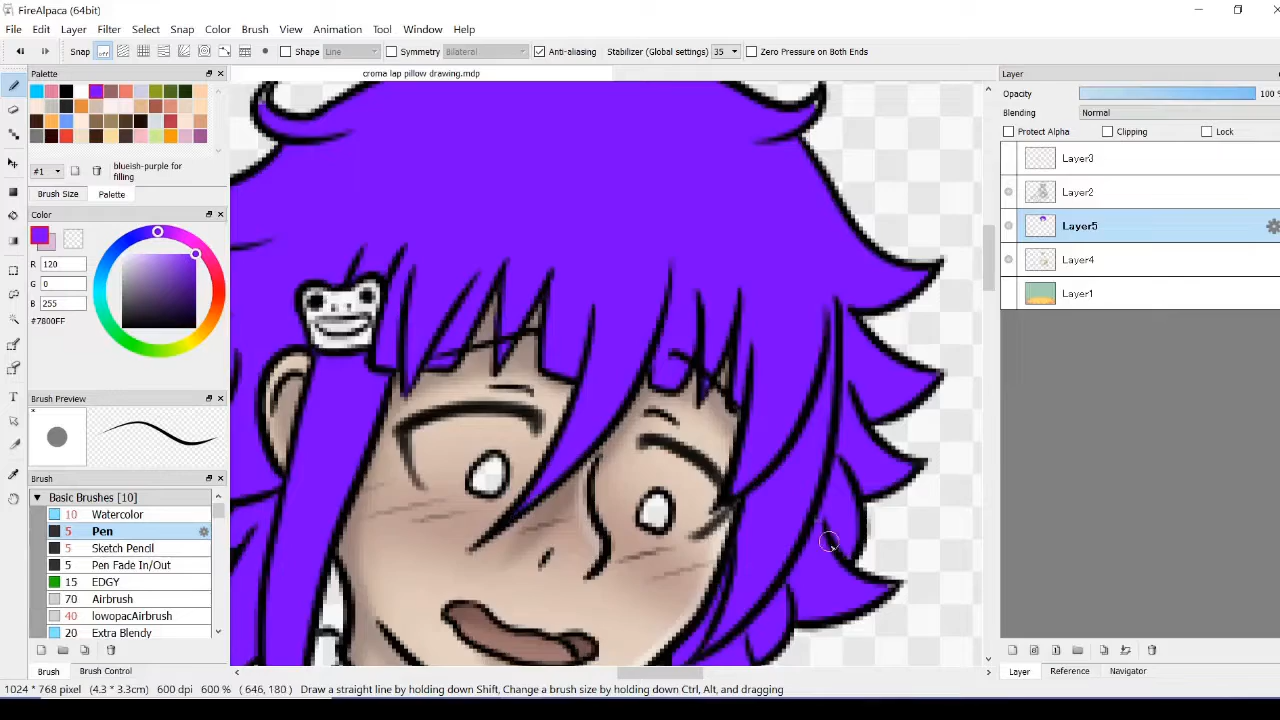 FireAlpaca (64bit)
File Edit Layer Filter Select Snap Color Brush View Animation Tool Window Help
Snap Shape Line Symmetry Bilateral Anti-aliasing Stabilizer (Global settings) 35 Zero Pressure on Both Ends
Palette
croma lap pillow drawing.mdp
Layer
Opacity 100 %
Blending Normal
Protect Alpha Clipping Lock
Layer3
Layer2
Layer5
Layer4
Layer1
#1
blueish-purple for
filling
Brush Size Palette
Color
R 120
G 0
B 255
#7800FF
Brush Preview
Brush
Basic Brushes [10]
10 Watercolor
5 Pen
5 Sketch Pencil
5 Pen Fade In/Out
15 EDGY
70 Airbrush
40 lowopacAirbrush
20 Extra Blendy
Brush Brush Control
Layer Reference Navigator
1024 * 768 pixel (4.3 * 3.3cm) 600 dpi 600 % ( 646, 180 ) Draw a straight line by holding down Shift, Change a brush size by holding down Ctrl, Alt, and dragging